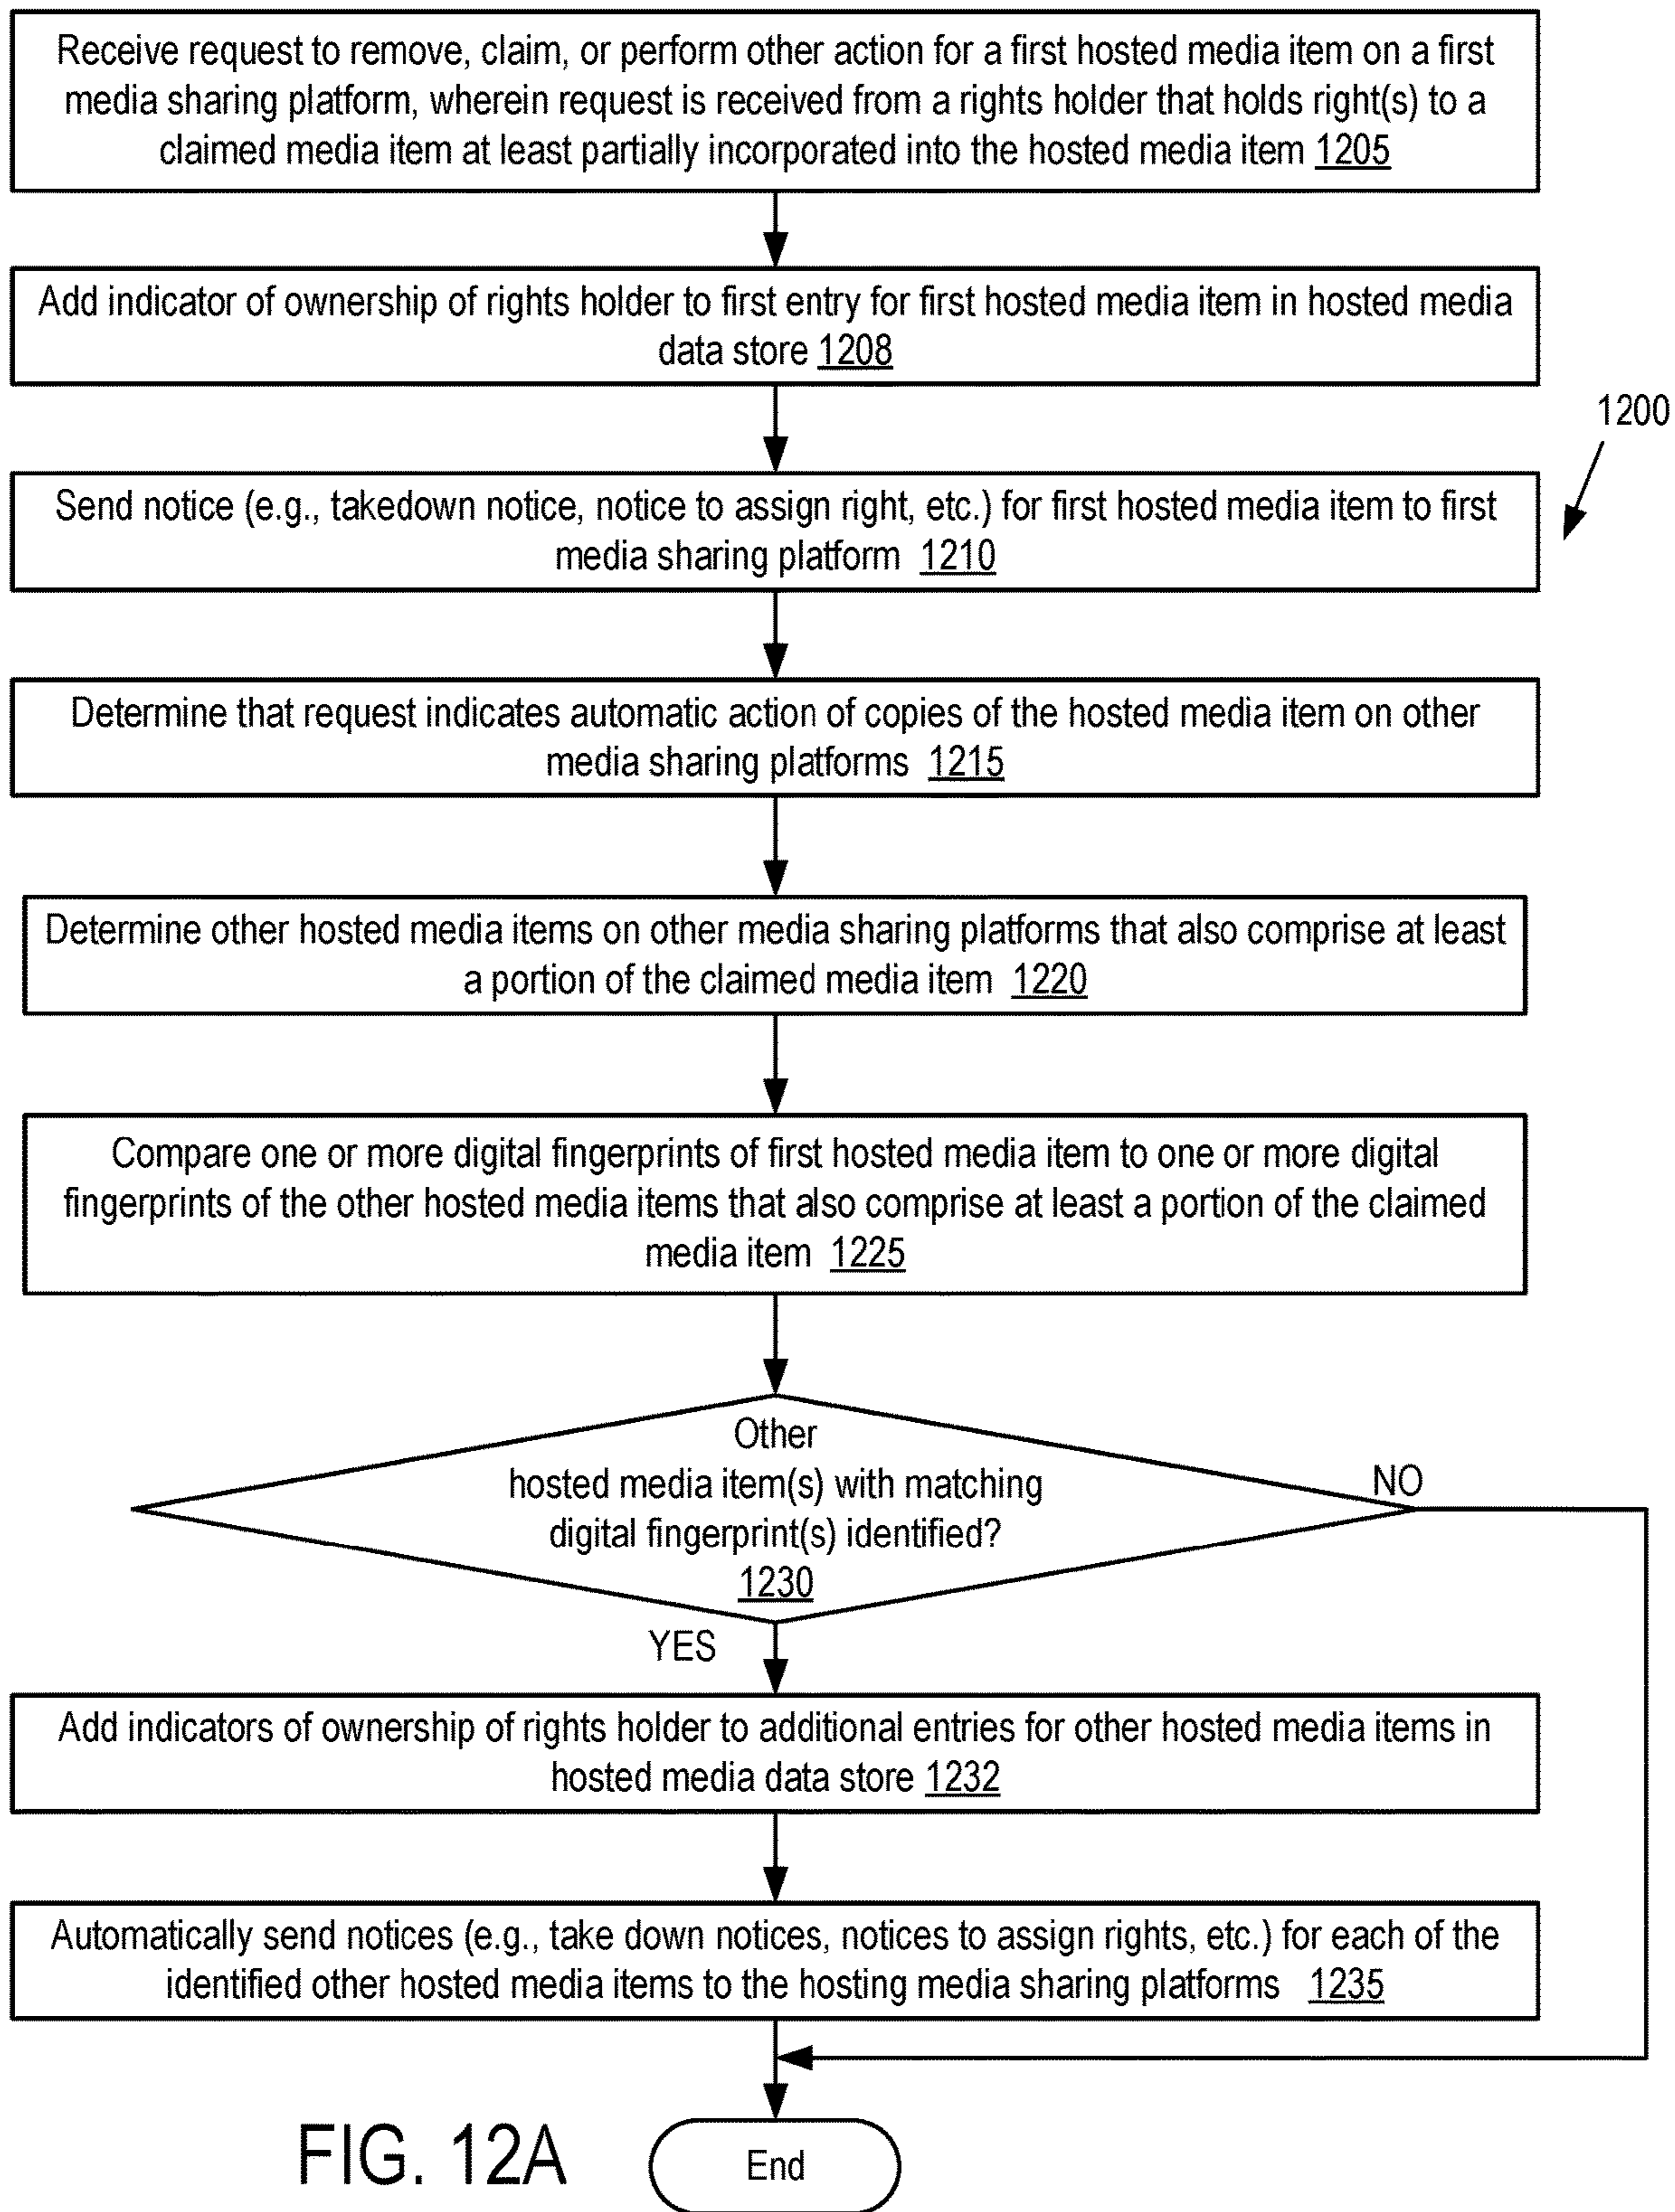 Receive request to remove, claim, or perform other action for a first hosted media item on a first
media sharing platform, wherein request is received from a rights holder that holds right(s) to a
claimed media item at least partially incorporated into the hosted media item 1205
Add indicator of ownership of rights holder to first entry for first hosted media item in hosted media
data store 1208
1200
Send notice (e.g., takedown notice, notice to assign right, etc.) for first hosted media item to first
media sharing platform 1210
Determine that request indicates automatic action of copies of the hosted media item on other
media sharing platforms 1215
Determine other hosted media items on other media sharing platforms that also comprise at least
a portion of the claimed media item 1220
Compare one or more digital fingerprints of first hosted media item to one or more digital
fingerprints of the other hosted media items that also comprise at least a portion of the claimed
media item 1225
Other
hosted media item(s) with matching
digital fingerprint(s) identified?
1230
NO
YES
Add indicators of ownership of rights holder to additional entries for other hosted media items in
hosted media data store 1232
Automatically send notices (e.g., take down notices, notices to assign rights, etc.) for each of the
identified other hosted media items to the hosting media sharing platforms 1235
End
FIG. 12A